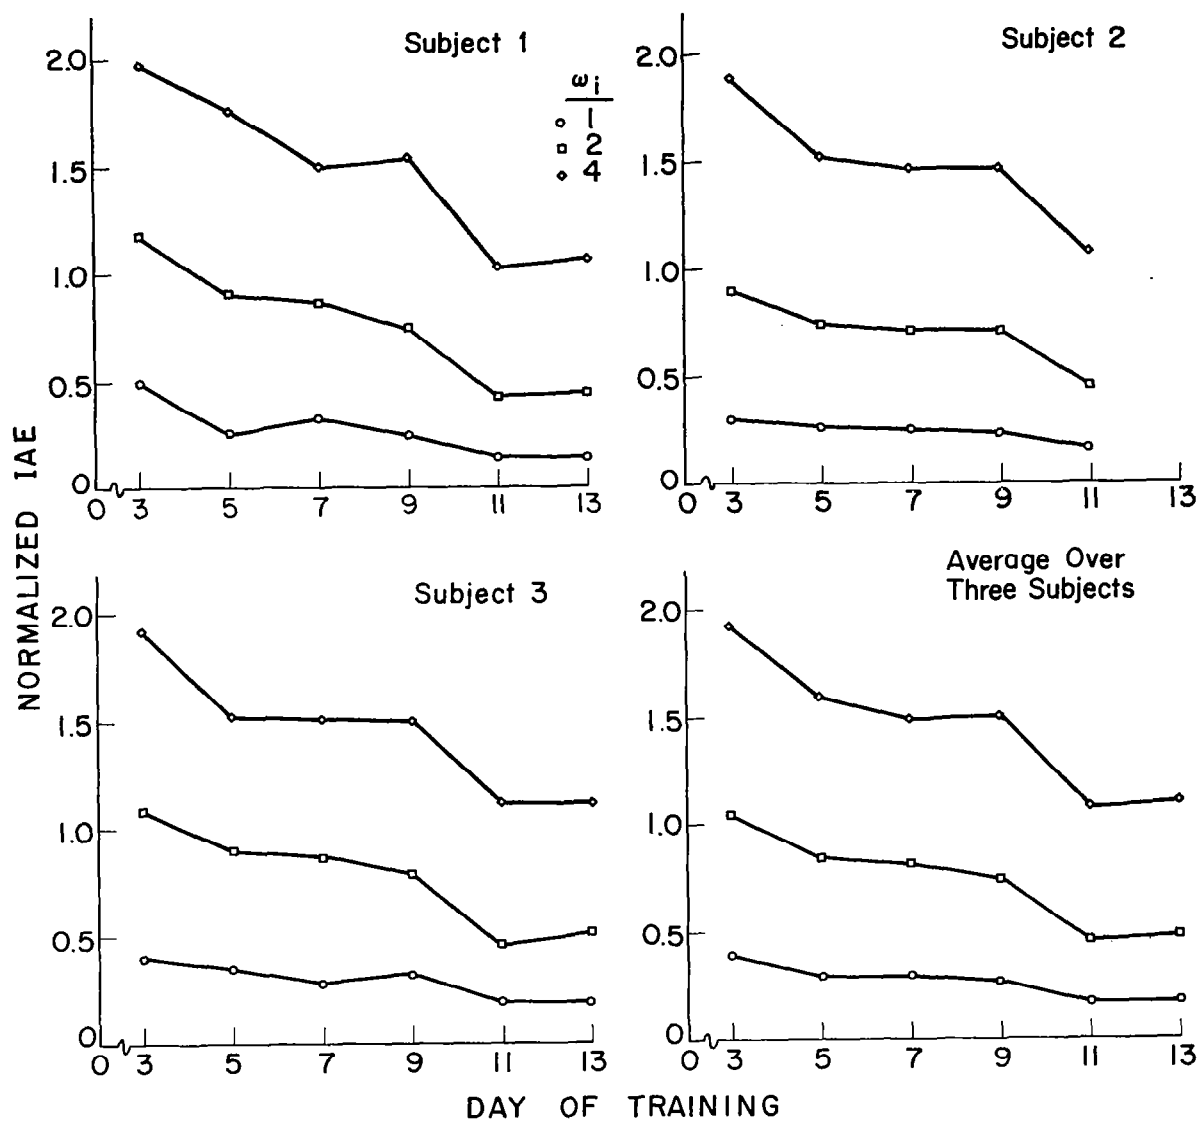 Subject 1
ωi
1
2
4
2.0
1.5
1.0
0.5
0
0 3 5 7 9 11 13
Subject 2
2.0
1.5
1.0
0.5
0
0 3 5 7 9 11 13
NORMALIZED IAE
Subject 3
2.0
1.5
1.0
0.5
0
0 3 5 7 9 11 13
Average Over
Three Subjects
2.0
1.5
1.0
0.5
0
0 3 5 7 9 11 13
DAY OF TRAINING